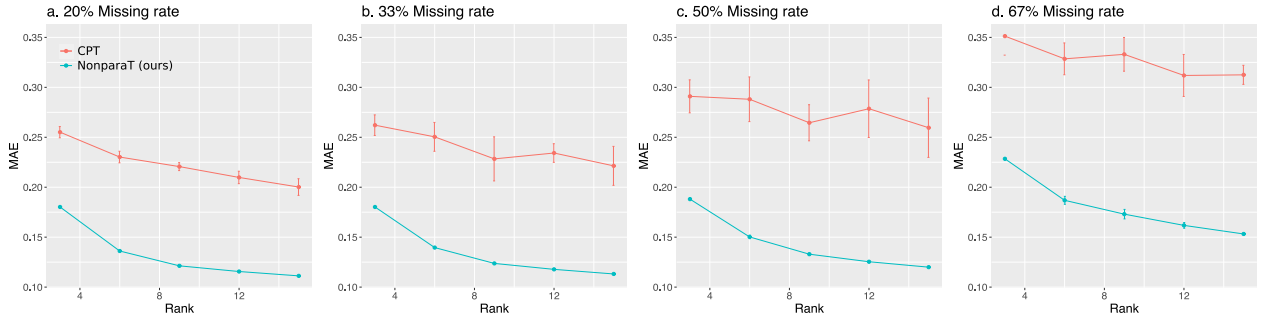 a. 20% Missing rate
CPT
NonparaT (ours)
MAE
0.35
0.30
0.25
0.20
0.15
0.10
4
12
Rank
b. 33% Missing rate
MAE
0.35
0.30
0.25
0.20
0.15
0.10
4
12
Rank
c. 50% Missing rate
MAE
0.35
0.30
0.25
0.20
0.15
0.10
4
8
12
Rank
d. 67% Missing rate
MAE
0.35
0.30
0.25
0.20
0.15
0.10
4
8
12
Rank